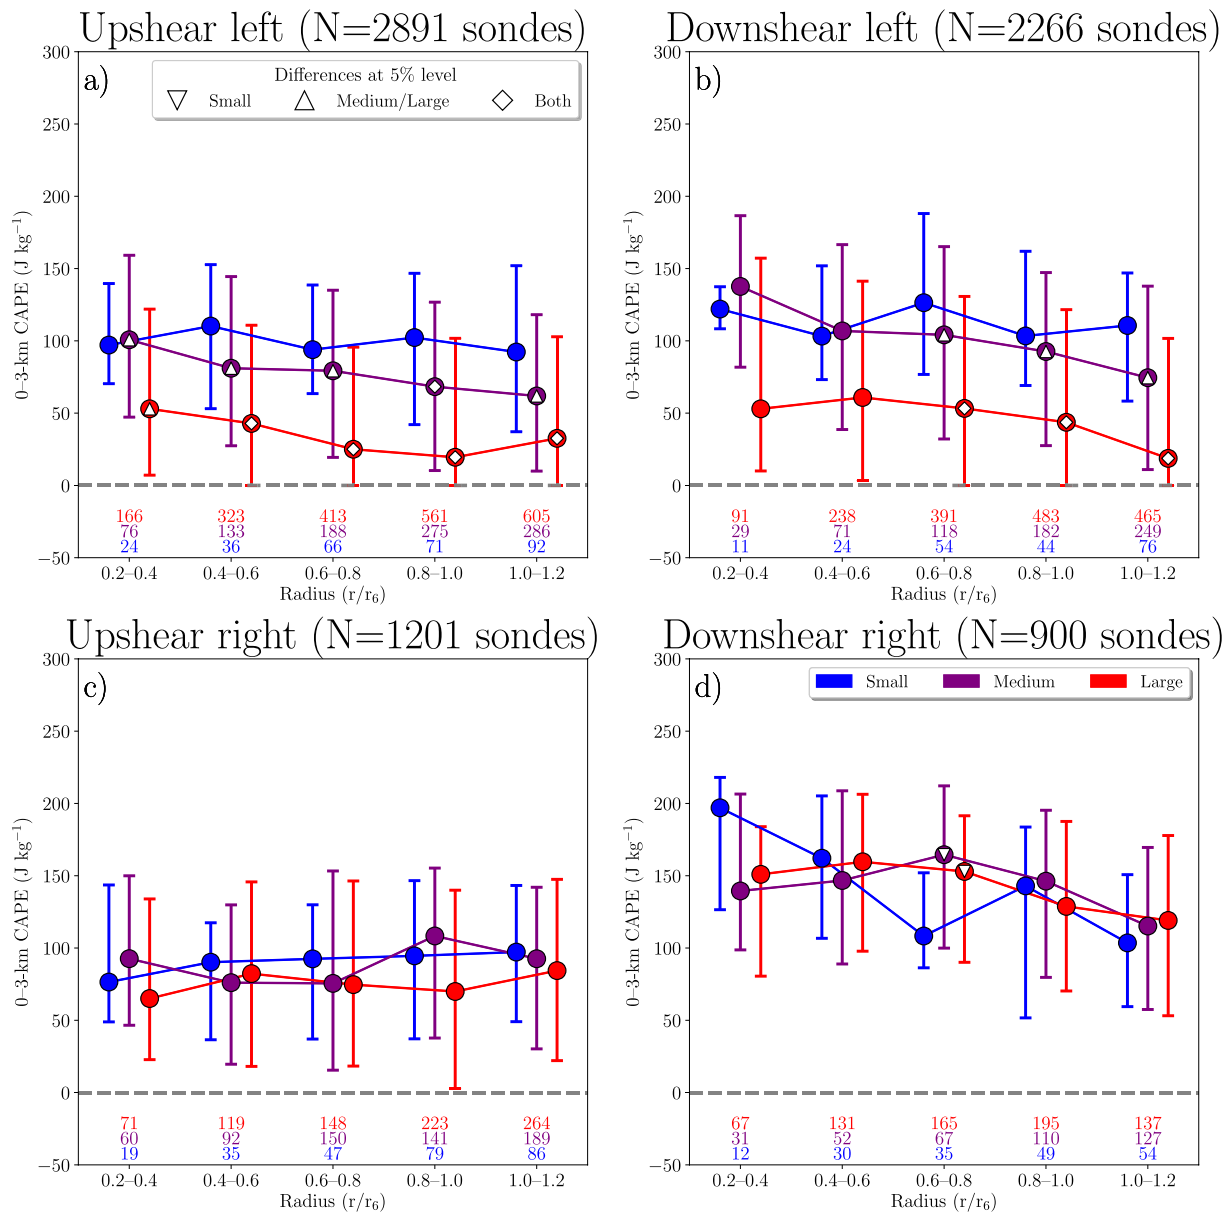 Upshear left (N=2891 sondes)
a)
Differences at 5% level
Small Medium/Large Both
300
250
200
150
100
50
0
−50
0–3-km CAPE (J kg⁻¹)
166 323 413 561 605
76 133 188 275 286
24 36 66 71 92
0.2–0.4 0.4–0.6 0.6–0.8 0.8–1.0 1.0–1.2
Radius (r/r₆)
Downshear left (N=2266 sondes)
b)
300
250
200
150
100
50
0
−50
0–3-km CAPE (J kg⁻¹)
91 238 391 483 465
29 71 118 182 249
11 24 54 44 76
0.2–0.4 0.4–0.6 0.6–0.8 0.8–1.0 1.0–1.2
Radius (r/r₆)
Upshear right (N=1201 sondes)
c)
300
250
200
150
100
50
0
−50
0–3-km CAPE (J kg⁻¹)
71 119 148 223 264
60 92 150 141 189
19 35 47 79 86
0.2–0.4 0.4–0.6 0.6–0.8 0.8–1.0 1.0–1.2
Radius (r/r₆)
Downshear right (N=900 sondes)
d)
Small Medium Large
300
250
200
150
100
50
0
−50
0–3-km CAPE (J kg⁻¹)
67 131 165 195 137
31 52 67 110 127
12 30 35 49 54
0.2–0.4 0.4–0.6 0.6–0.8 0.8–1.0 1.0–1.2
Radius (r/r₆)